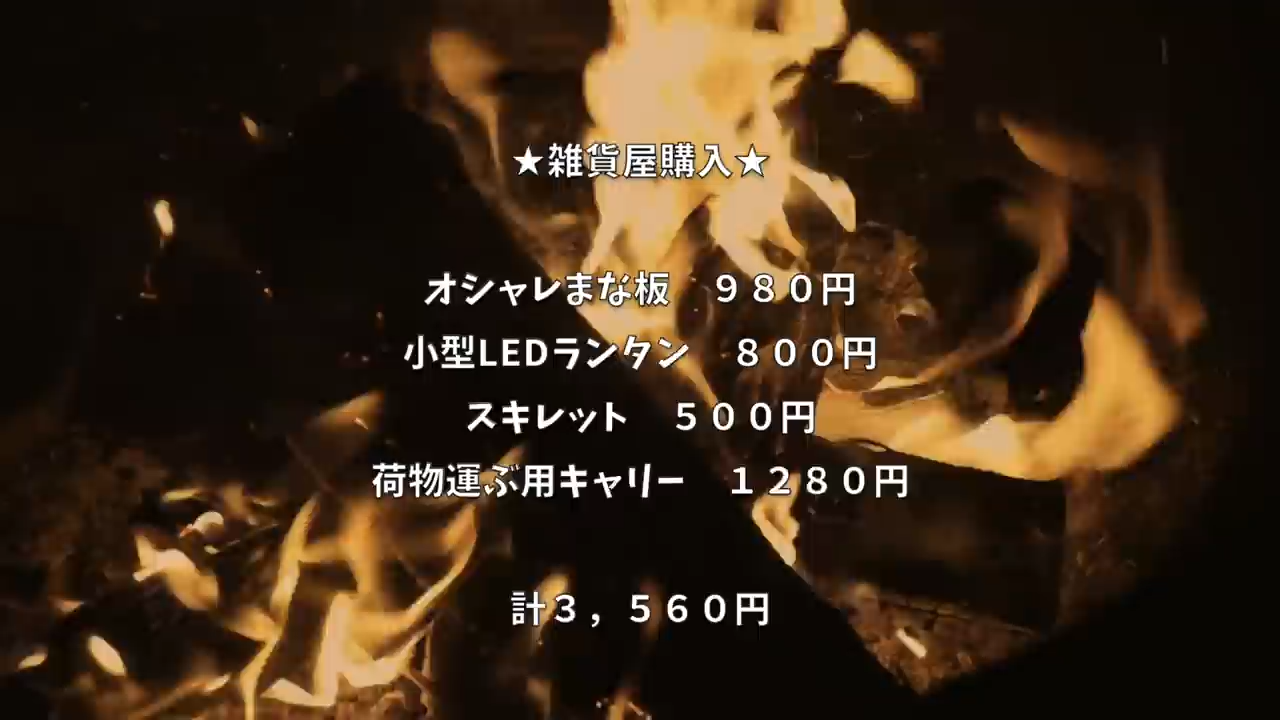 ★雑貨屋購入★
オシャレまな板　９８０円
小型LEDランタン　８００円
スキレット　５００円
荷物運ぶ用キャリー　１２８０円
計３，５６０円